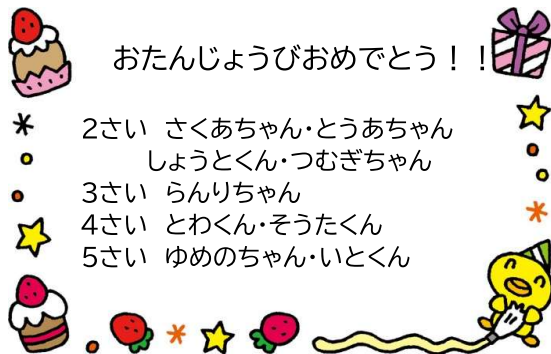 おたんじょうびおめでとう！！
2さい　さくあちゃん・とうあちゃん
しょうとくん・つむぎちゃん
3さい　らんりちゃん
4さい　とわくん・そうたくん
5さい　ゆめのちゃん・いとくん